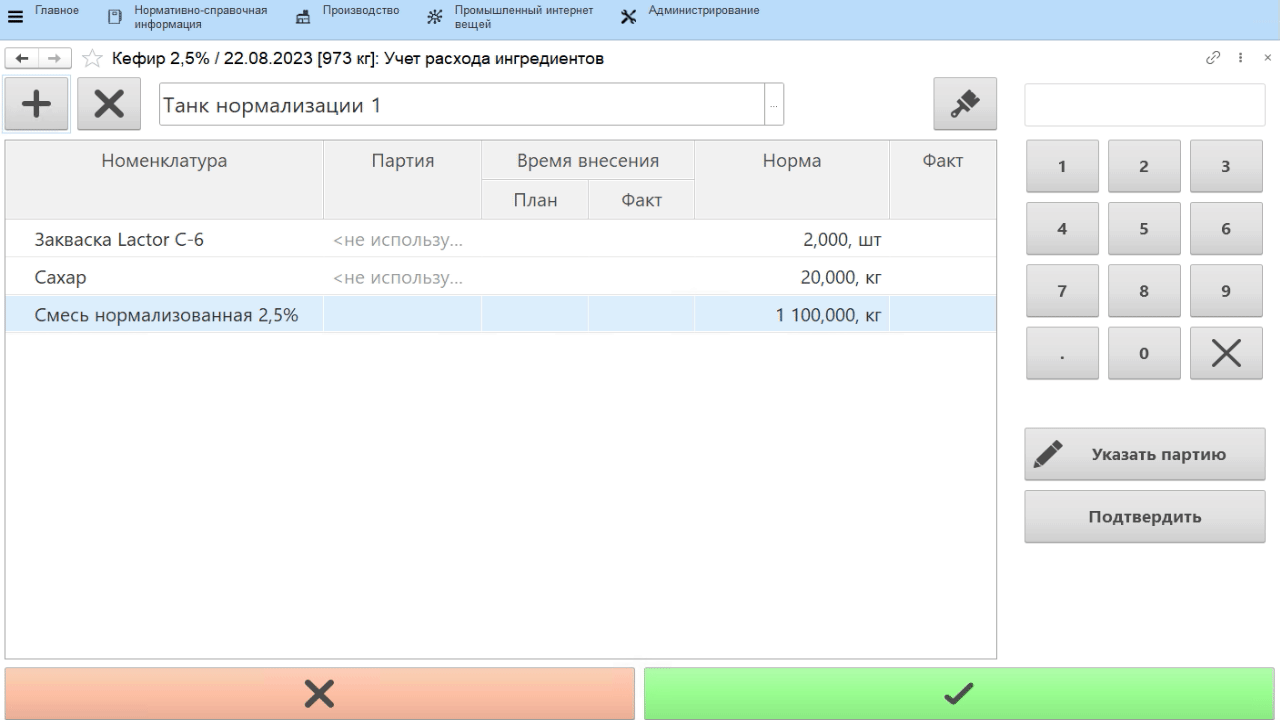 Главное
Нормативно-справочная
информация
Производство
Промышленный интернет
вещей
Администрирование
Кефир 2,5% / 22.08.2023 [973 кг]: Учет расхода ингредиентов
Танк нормализации 1
...
Номенклатура Партия Время внесения Норма Факт
План Факт
Закваска Lactor C-6 <не использу... 2,000, шт
Сахар <не использу... 20,000, кг
Смесь нормализованная 2,5% 1 100,000, кг
1 2 3
4 5 6
7 8 9
. 0
Указать партию
Подтвердить